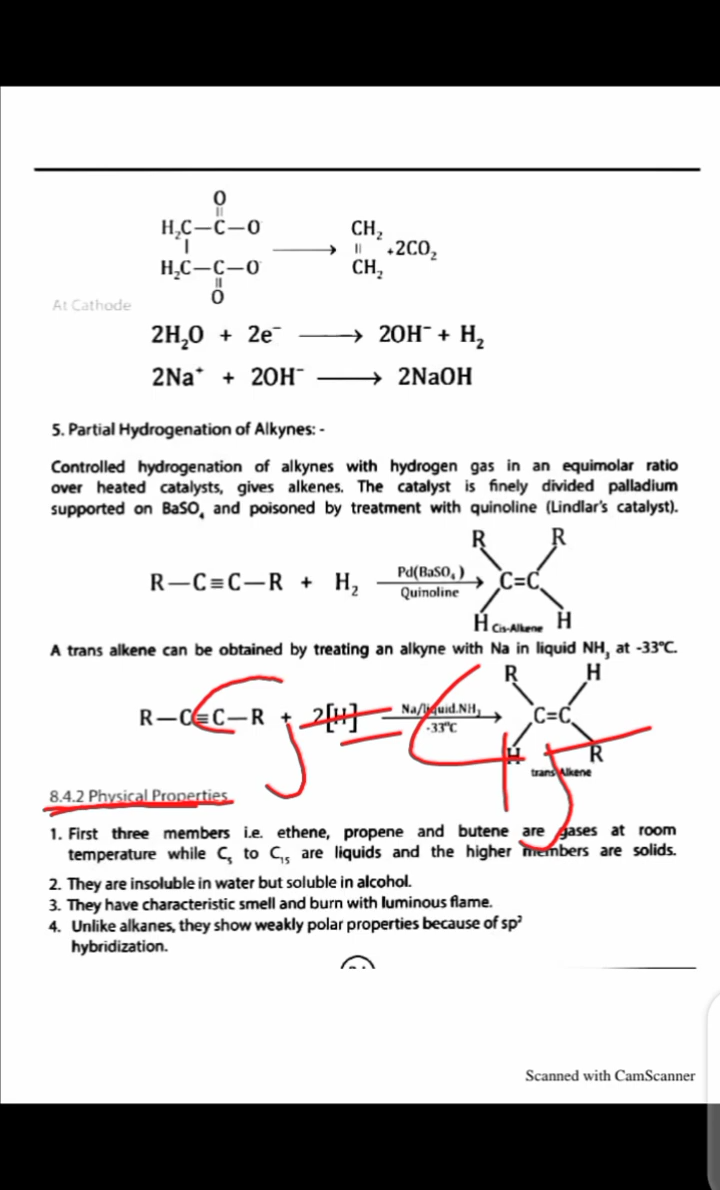 O
||
H₂C—C—O⁻
|
H₂C—C—O⁻
||
O
⟶
CH₂
||
CH₂
+2CO₂
At Cathode
2H₂O + 2e⁻ ⟶ 2OH⁻ + H₂
2Na⁺ + 2OH⁻ ⟶ 2NaOH
5. Partial Hydrogenation of Alkynes: -
Controlled hydrogenation of alkynes with hydrogen gas in an equimolar ratio
over heated catalysts, gives alkenes. The catalyst is finely divided palladium
supported on BaSO₄ and poisoned by treatment with quinoline (Lindlar's catalyst).
R R
R—C≡C—R + H₂ Pd(BaSO₄) Quinoline ⟶ C=C
H Cis-Alkene H
A trans alkene can be obtained by treating an alkyne with Na in liquid NH₃ at -33°C.
R H
R—C≡C—R + 2[H] Na/liquid.NH₃ -33°C ⟶ C=C
H R
trans Alkene
8.4.2 Physical Properties
1. First three members i.e. ethene, propene and butene are gases at room
temperature while C₅ to C₁₅ are liquids and the higher members are solids.
2. They are insoluble in water but soluble in alcohol.
3. They have characteristic smell and burn with luminous flame.
4. Unlike alkanes, they show weakly polar properties because of sp²
hybridization.
Scanned with CamScanner